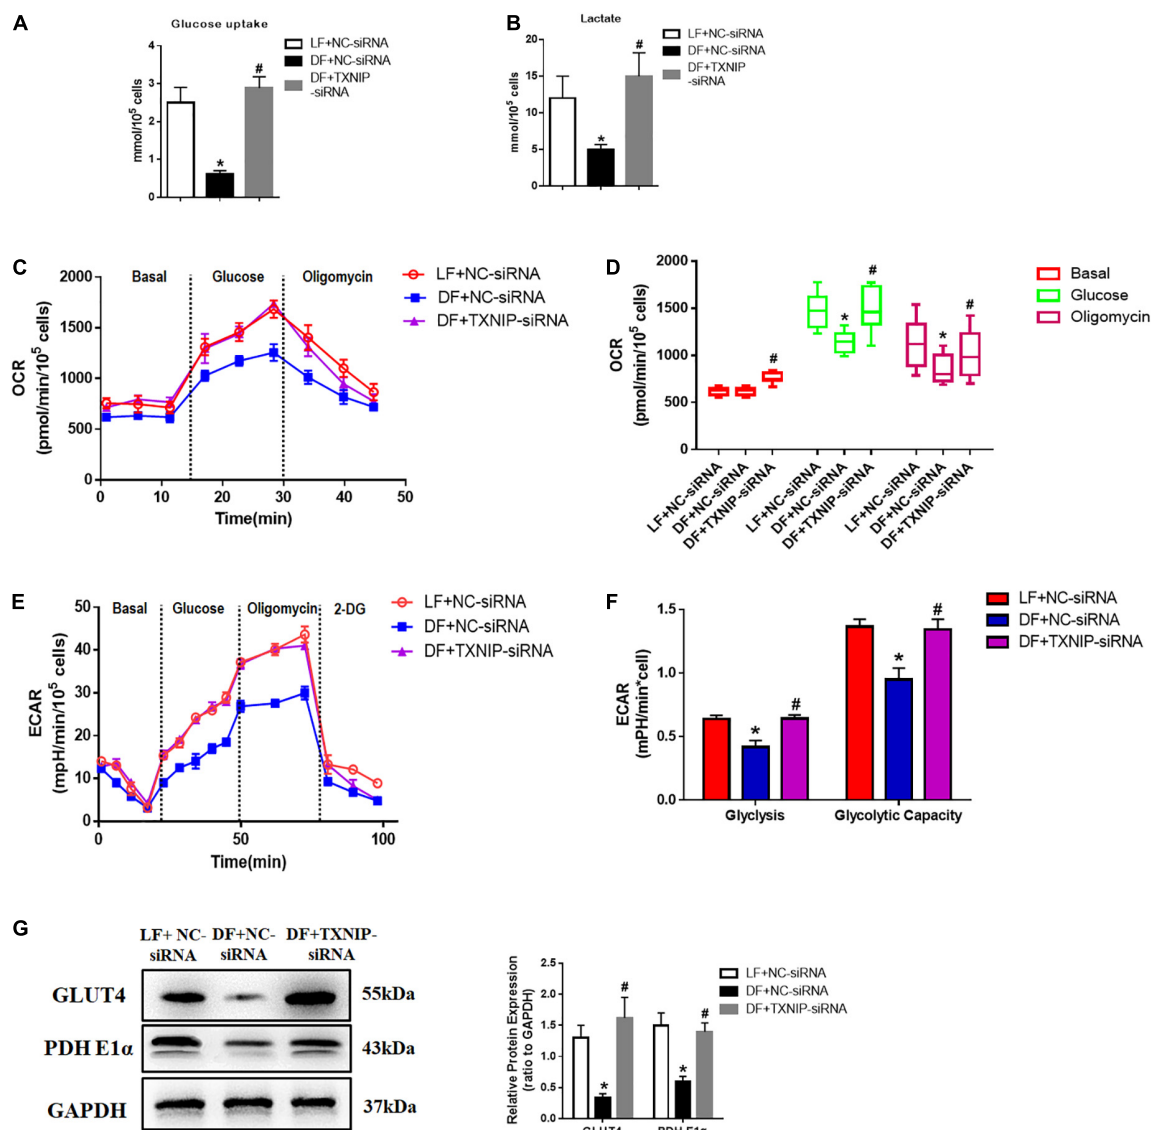 A
Glucose uptake
mmol/10⁵ cells
4
3
2
1
0
*
#
LF+NC-siRNA
DF+NC-siRNA
DF+TXNIP
-siRNA
B
Lactate
mmol/10⁵ cells
20
15
10
5
0
*
#
LF+NC-siRNA
DF+NC-siRNA
DF+TXNIP
-siRNA
C
OCR
(pmol/min/10⁵ cells)
2000
1500
1000
500
0
Basal
Glucose
Oligomycin
0 10 20 30 40 50
Time(min)
LF+NC-siRNA
DF+NC-siRNA
DF+TXNIP-siRNA
D
OCR
(pmol/min/10⁵ cells)
2000
1500
1000
500
0
#
*
#
*
#
LF+NC-siRNA
DF+NC-siRNA
DF+TXNIP-siRNA
LF+NC-siRNA
DF+NC-siRNA
DF+TXNIP-siRNA
LF+NC-siRNA
DF+NC-siRNA
DF+TXNIP-siRNA
Basal
Glucose
Oligomycin
E
ECAR
(mpH/min/10⁵ cells)
50
40
30
20
10
0
Basal
Glucose
Oligomycin
2-DG
0 50 100
Time(min)
LF+NC-siRNA
DF+NC-siRNA
DF+TXNIP-siRNA
F
ECAR
(mPH/min*cell)
1.5
1.0
0.5
0.0
*
#
*
#
Glyclysis
Glycolytic Capacity
LF+NC-siRNA
DF+NC-siRNA
DF+TXNIP-siRNA
G
LF+ NC-
siRNA
DF+NC-
siRNA
DF+TXNIP-
siRNA
GLUT4
55kDa
PDH E1α
43kDa
GAPDH
37kDa
Relative Protein Expression
(ratio to GAPDH)
2.5
2.0
1.5
1.0
0.5
0.0
*
#
*
#
GLUT4
PDH E1α
LF+NC-siRNA
DF+NC-siRNA
DF+TXNIP-siRNA